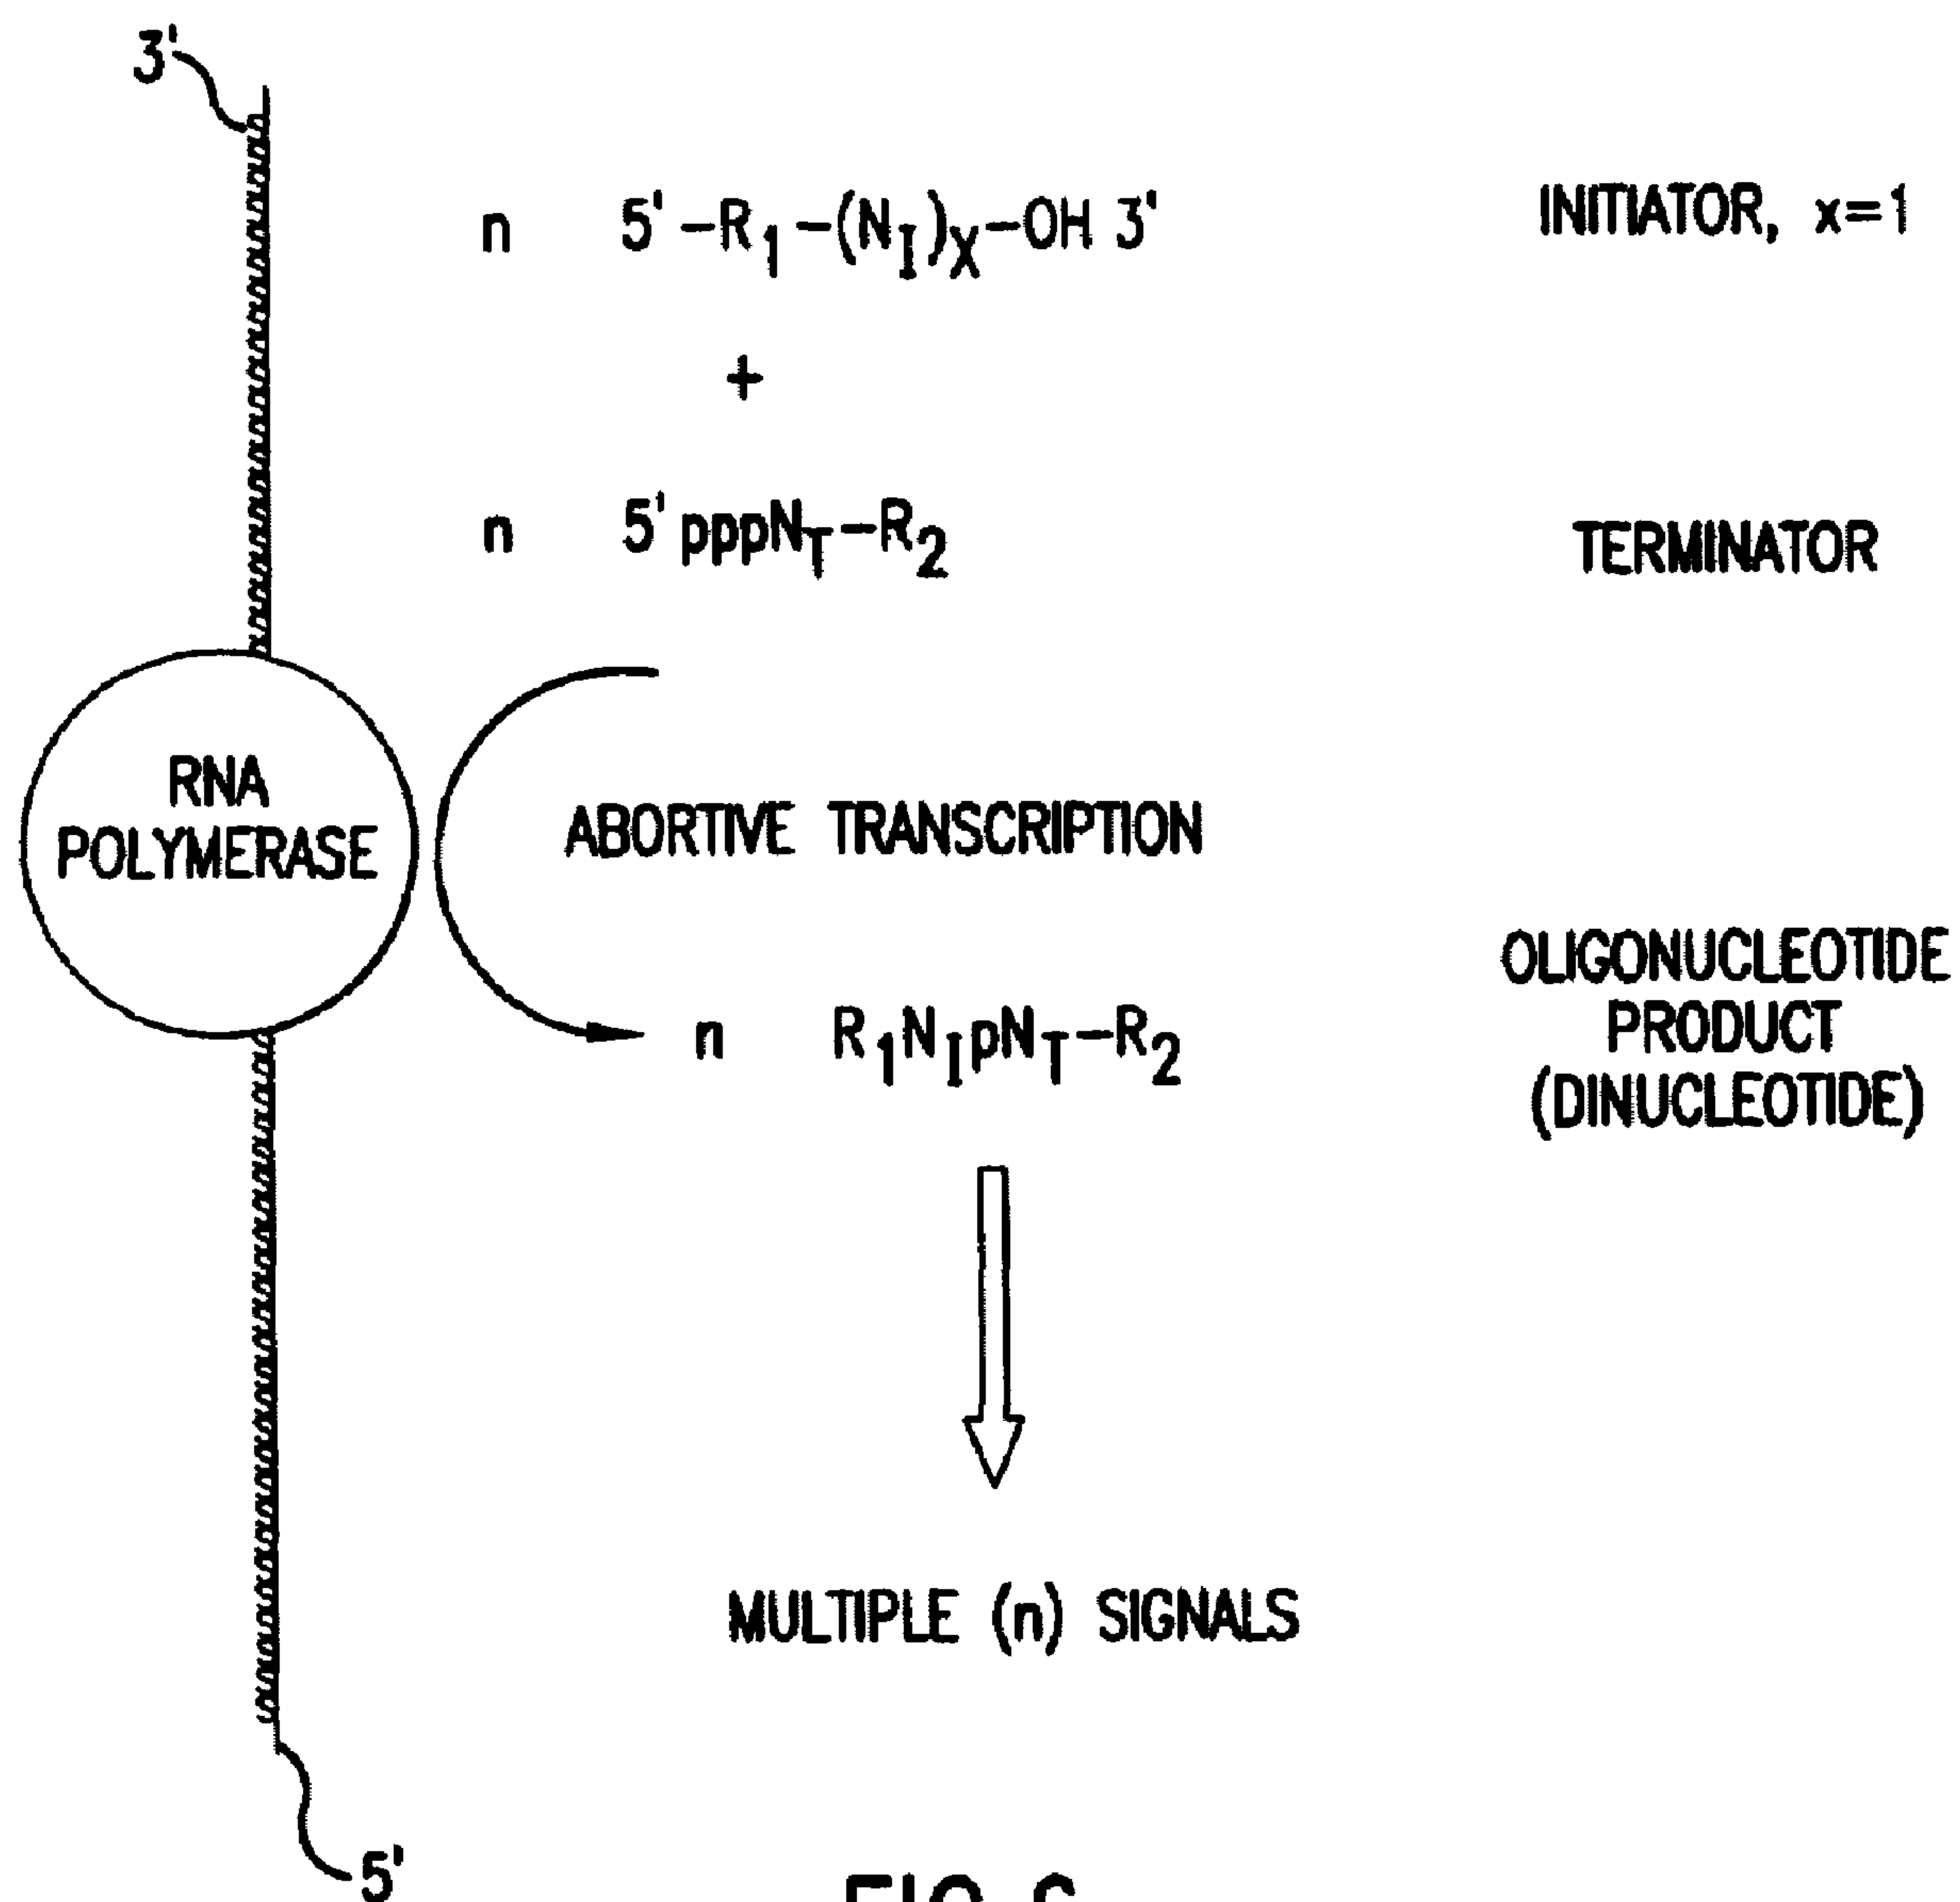 3'
n 5'-R1-(NI)X-OH 3' INITIATOR, x=1
+
n 5'pppNT-R2 TERMINATOR
RNA
POLYMERASE
ABORTIVE TRANSCRIPTION
n R1NIpNT-R2
OLIGONUCLEOTIDE
PRODUCT
(DINUCLEOTIDE)
MULTIPLE (n) SIGNALS
5'